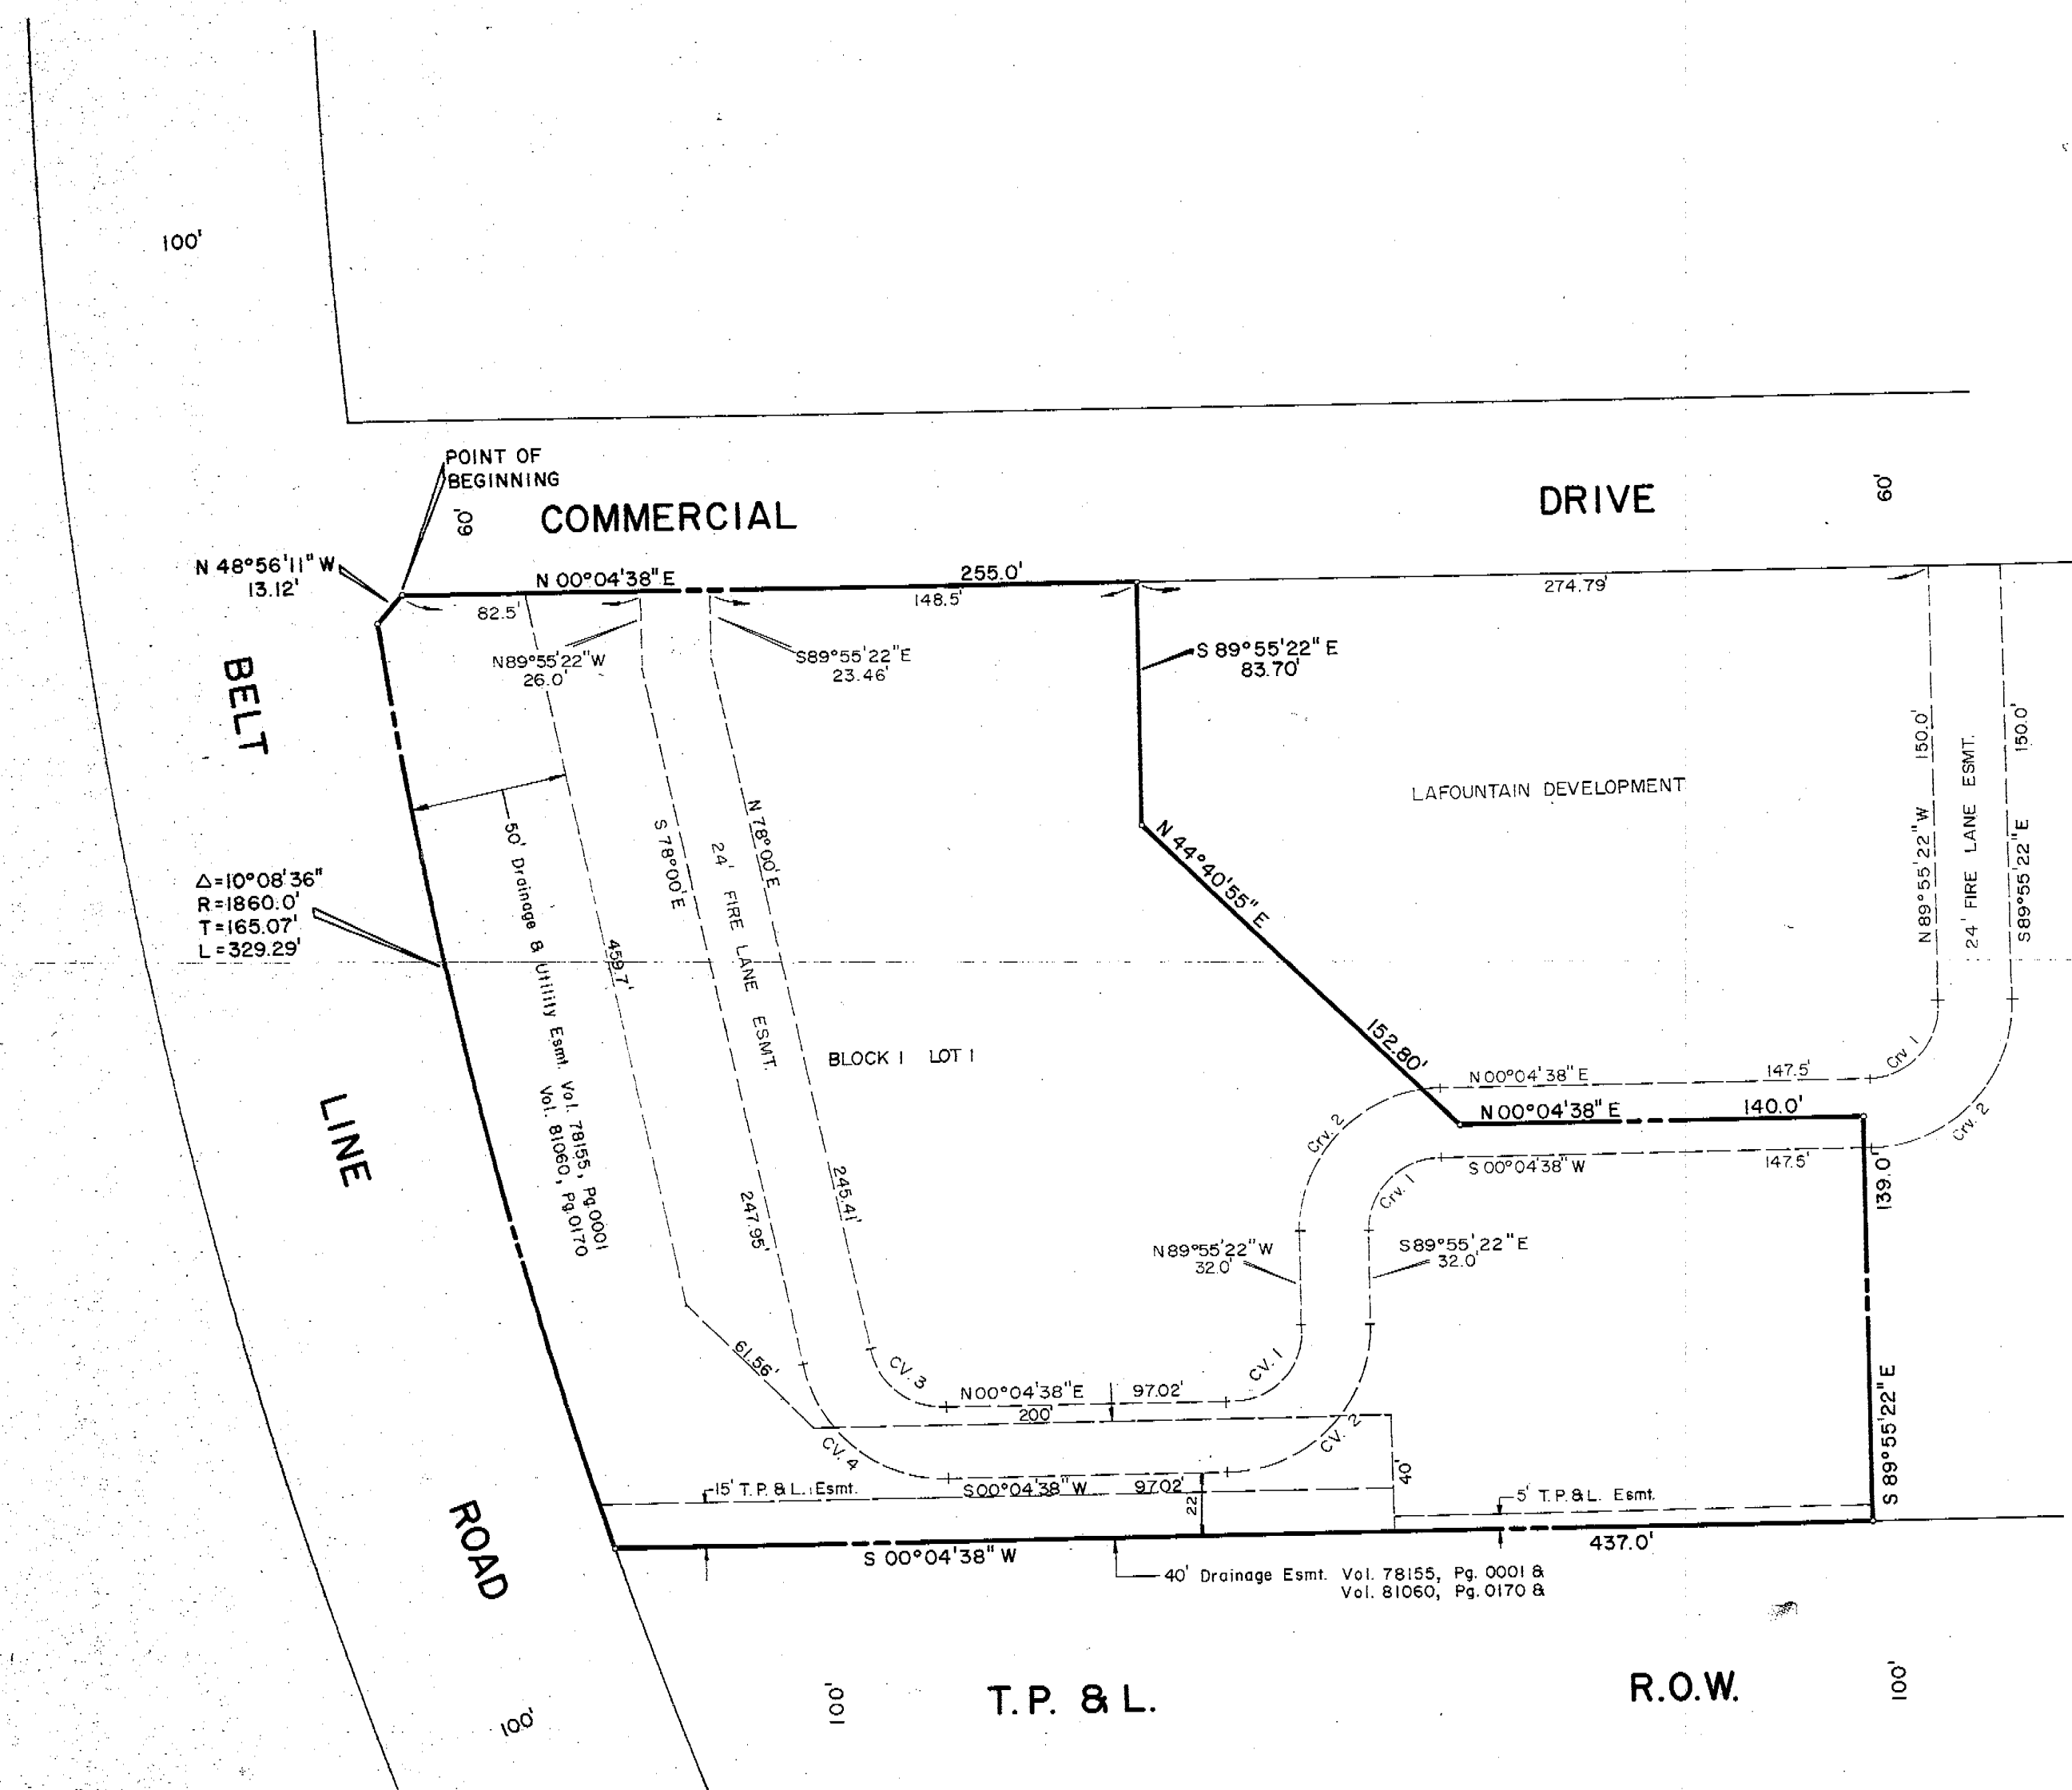 100'
POINT OF
BEGINNING
60'
COMMERCIAL
DRIVE
60'
N 48°56'11" W
13.12'
N 00°04'38" E
255.0'
82.5'
148.5'
274.79'
N89°55'22"W
26.0'
S89°55'22"E
23.46'
S 89°55'22" E
83.70'
BELT
LINE
ROAD
50' Drainage & Utility Esmt. Vol. 78155, Pg.0001
Vol. 81060, Pg.0170
459.7'
S 78°00'E
247.95'
24' FIRE LANE ESMT.
N 78°00'E
245.41'
LAFOUNTAIN DEVELOPMENT
N 89°55'22"W 150.0'
24' FIRE LANE ESMT.
S89°55'22"E 150.0'
Δ=10°08'36"
R=1860.0'
T=165.07'
L=329.29'
N 44°40'55" E
152.80'
BLOCK 1 LOT 1
Crv. 1
Crv. 2
N00°04'38" E
147.5'
N00°04'38" E
140.0'
S 00°04'38" W
147.5'
139.0'
S 89°55'22" E
Crv. 2
Crv. 1
N89°55'22"W
32.0'
S89°55'22"E
32.0'
61.56'
CV. 3
CV. 1
N00°04'38"E
97.02'
200'
CV. 4
CV. 2
40'
15' T.P. & L. Esmt.
S00°04'38" W
97.02'
22'
5' T.P.&L. Esmt.
S 00°04'38" W
437.0'
40' Drainage Esmt. Vol. 78155, Pg. 0001 &
Vol. 81060, Pg. 0170 &
100'
100'
T.P. & L.
R.O.W.
100'